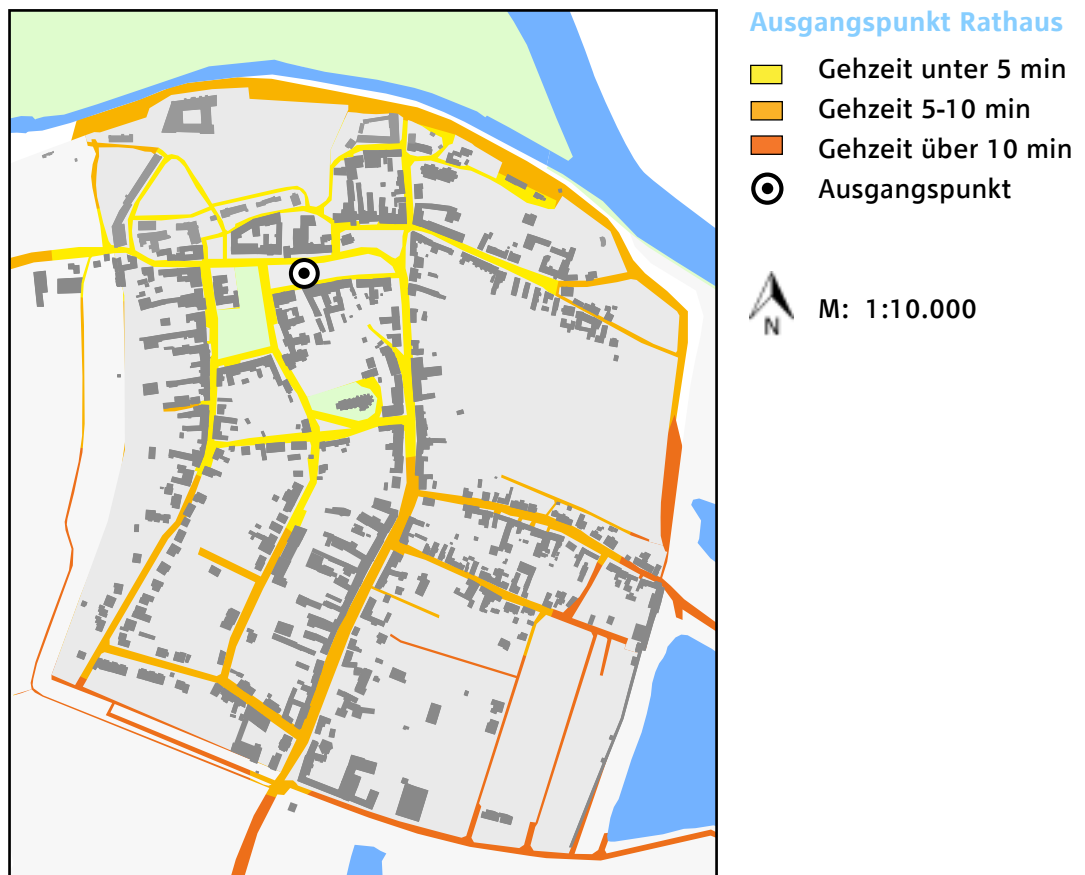 Ausgangspunkt Rathaus
Gehzeit unter 5 min
Gehzeit 5-10 min
Gehzeit über 10 min
Ausgangspunkt
N
M: 1:10.000